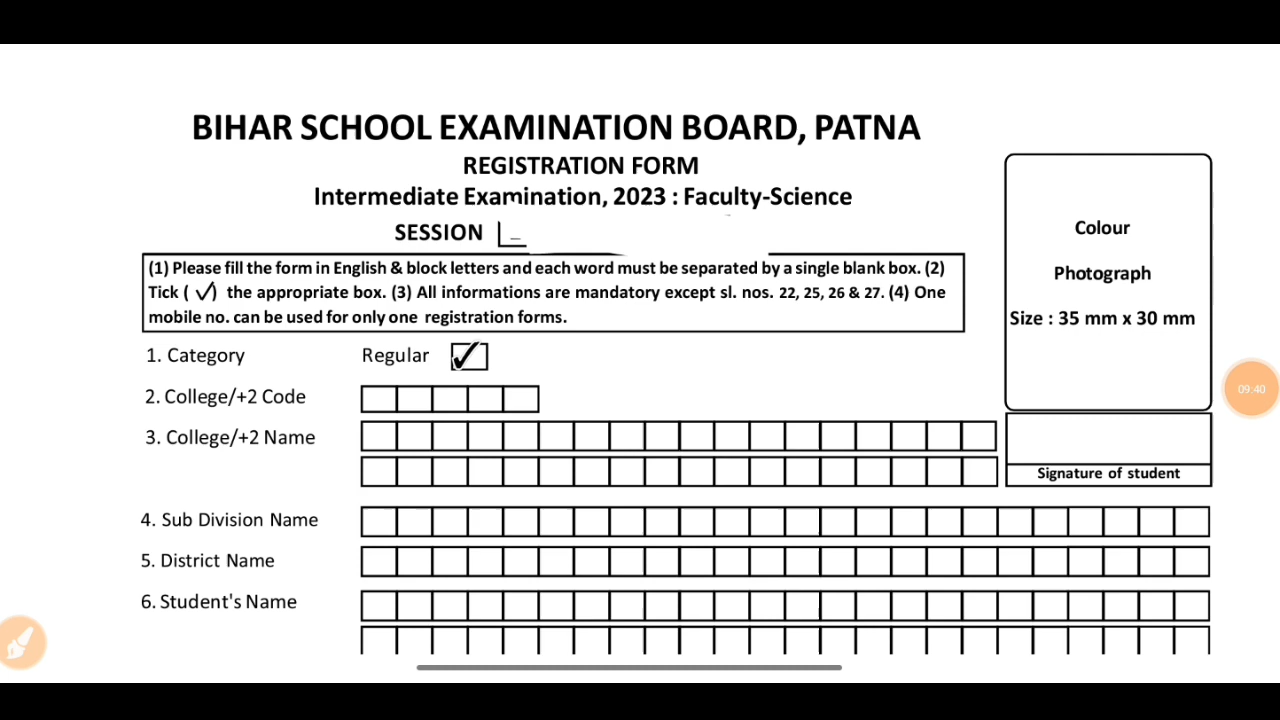 BIHAR SCHOOL EXAMINATION BOARD, PATNA
REGISTRATION FORM
Intermediate Examination, 2023 : Faculty-Science
SESSION
(1) Please fill the form in English & block letters and each word must be separated by a single blank box. (2)
Tick ( ✓) the appropriate box. (3) All informations are mandatory except sl. nos. 22, 25, 26 & 27. (4) One
mobile no. can be used for only one registration forms.
Colour
Photograph
Size : 35 mm x 30 mm
Signature of student
1. Category Regular ✓
2. College/+2 Code
3. College/+2 Name
4. Sub Division Name
5. District Name
6. Student's Name
09:40